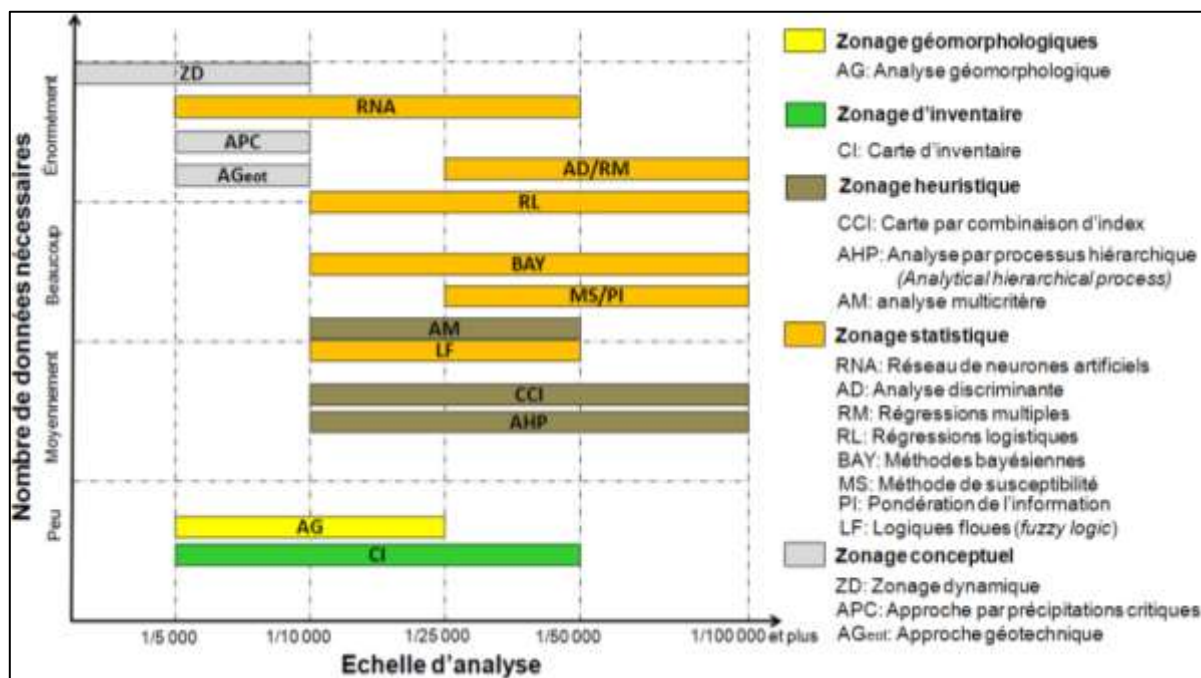 Nombre de données nécessaires
Énormément
Beaucoup
Moyennement
Peu
ZD
RNA
APC
AGeot
AD/RM
RL
BAY
MS/PI
AM
LF
CCI
AHP
AG
CI
1/5 000
1/10 000
1/25 000
1/50 000
1/100 000 et plus
Echelle d'analyse
Zonage géomorphologiques
AG: Analyse géomorphologique
Zonage d'inventaire
CI: Carte d'inventaire
Zonage heuristique
CCI: Carte par combinaison d'index
AHP: Analyse par processus hiérarchique
(Analytical hierarchical process)
AM: analyse multicritère
Zonage statistique
RNA: Réseau de neurones artificiels
AD: Analyse discriminante
RM: Régressions multiples
RL: Régressions logistiques
BAY: Méthodes bayésiennes
MS: Méthode de susceptibilité
PI: Pondération de l'information
LF: Logiques floues (fuzzy logic)
Zonage conceptuel
ZD: Zonage dynamique
APC: Approche par précipitations critiques
AGeot: Approche géotechnique